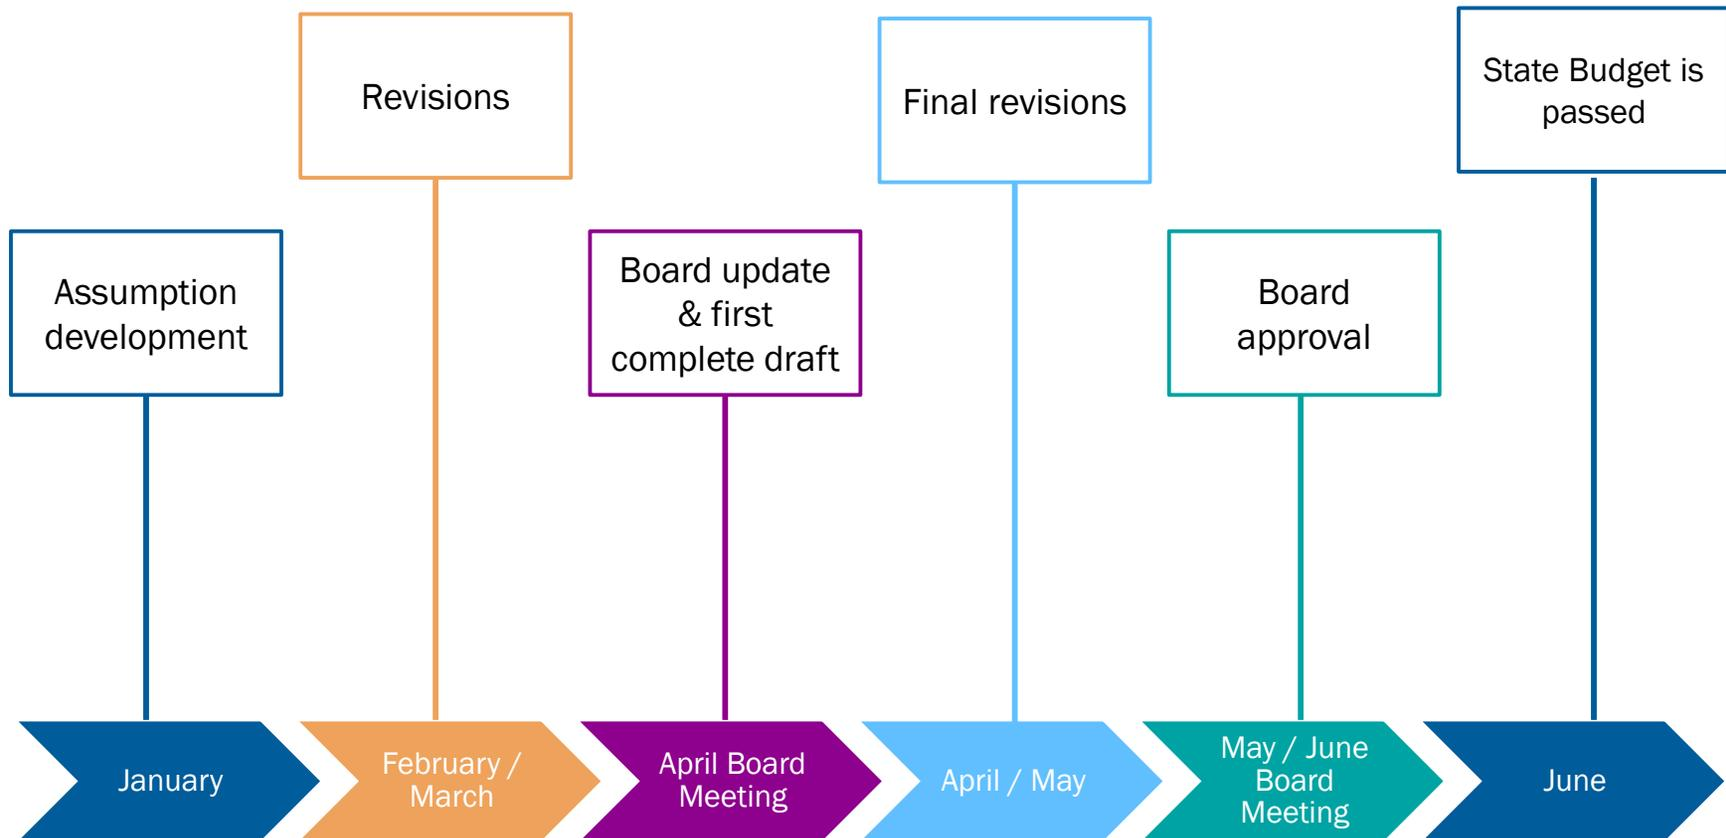 Revisions
Final revisions
State Budget is
passed
Assumption
development
Board update
& first
complete draft
Board
approval
January
February /
March
April Board
Meeting
April / May
May / June
Board
Meeting
June